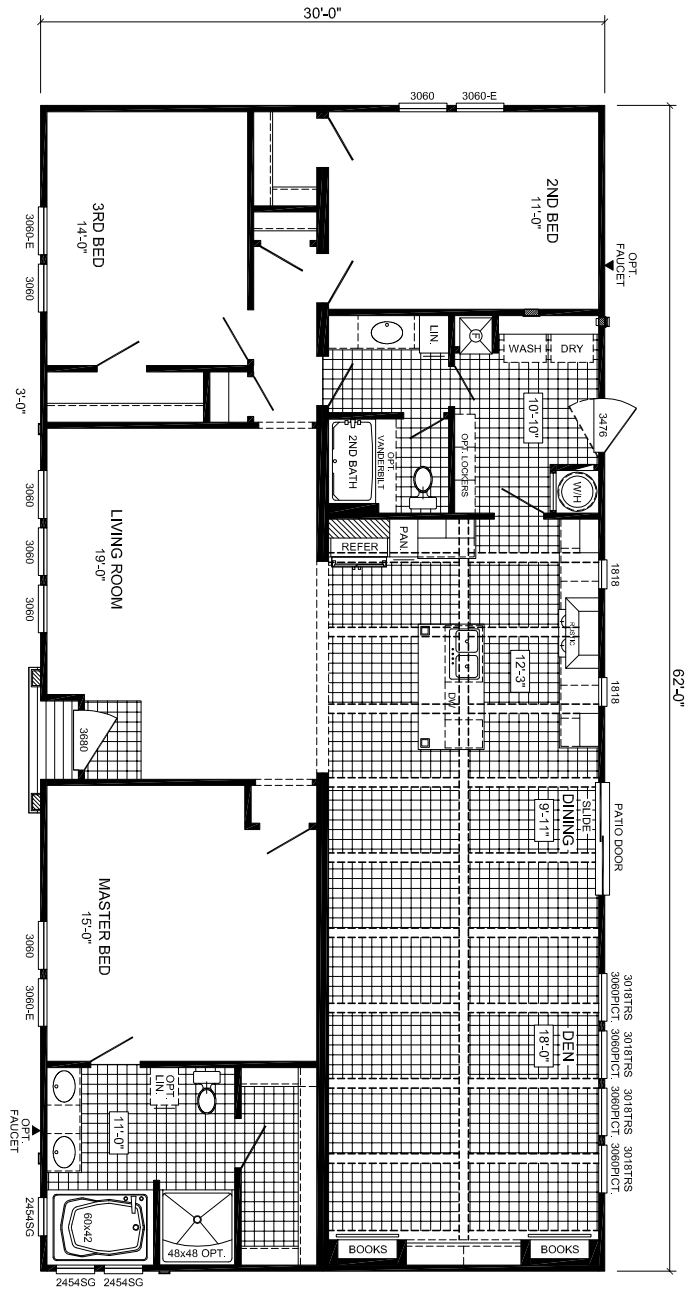 30'-0"
3060
3060-E
2ND BED
11'-0"
OPT.
FAUCET
3RD BED
14'-0"
3060-E
3060
LIN.
F
WASH
DRY
10'-10"
3476
3'-0"
2ND BATH
OPT.
VANDERBILT
OPT. LOCKERS
W/H
3060
3060
3060
LIVING ROOM
19'-0"
REFER
PAN.
1818
RUSTIC
12'-3"
DW
1818
62'-0"
3680
DINING
9'-11"
SLIDE
PATIO DOOR
MASTER BED
15'-0"
3060
3060-E
DEN
18'-0"
3018TRS
3060PICT.
3018TRS
3060PICT.
3018TRS
3060PICT.
3018TRS
3060PICT.
OPT.
LIN.
11'-0"
OPT.
FAUCET
2454SG
60x42
48x48 OPT.
2454SG
2454SG
BOOKS
BOOKS